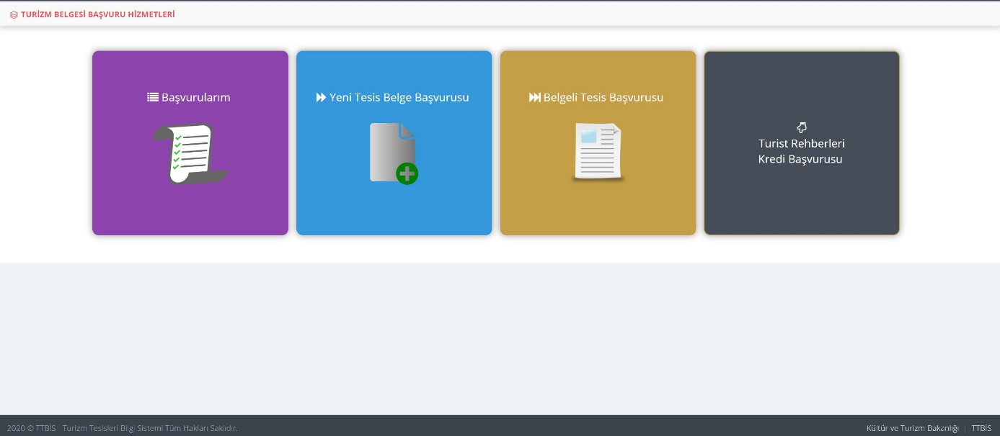 TURİZM BELGESİ BAŞVURU HİZMETLERİ
Başvurularım
Yeni Tesis Belge Başvurusu
Belgeli Tesis Başvurusu
Turist Rehberleri
Kredi Başvurusu
2020 © TTBİS - Turizm Tesisleri Bilgi Sistemi Tüm Hakları Saklıdır.
Kültür ve Turizm Bakanlığı | TTBİS